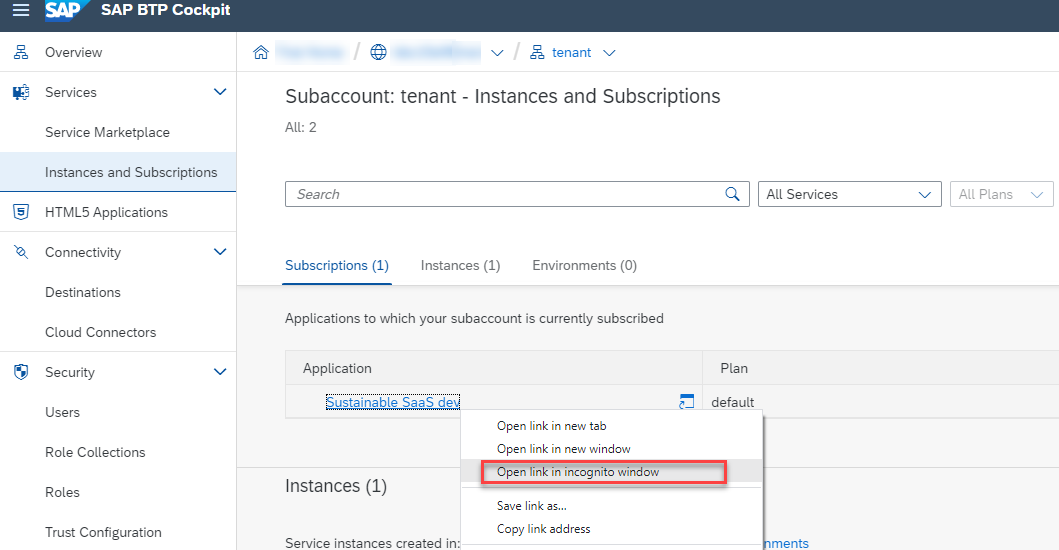 SAP SAP BTP Cockpit
Overview
tenant
Services
Subaccount: tenant - Instances and Subscriptions
All: 2
Service Marketplace
Instances and Subscriptions
Search
All Services
All Plans
HTML5 Applications
Connectivity
Subscriptions (1)
Instances (1)
Environments (0)
Destinations
Applications to which your subaccount is currently subscribed
Cloud Connectors
Security
Application
Plan
Sustainable SaaS dev
default
Users
Open link in new tab
Open link in new window
Role Collections
Open link in incognito window
Roles
Instances (1)
Save link as...
Trust Configuration
Copy link address
Service instances created in: